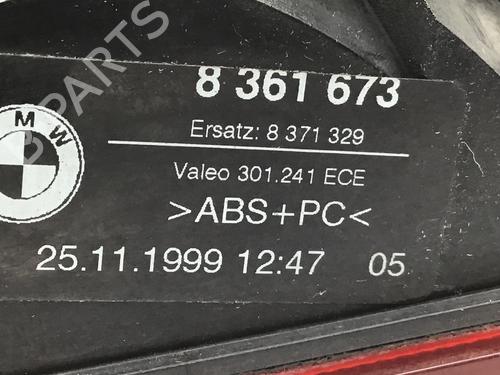 8 361 673
Ersatz: 8 371 329
BMW
Valeo 301.241 ECE
>ABS+PC<
25.11.1999 12:47 05
B-PARTS